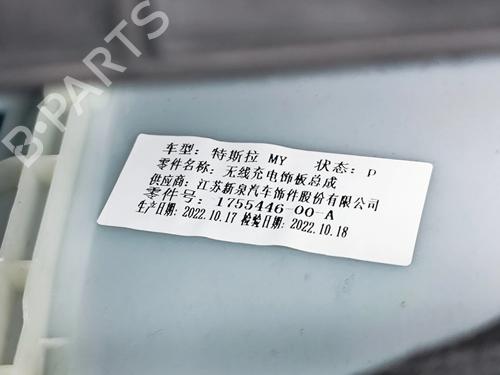 B-PARTS
车型: 特斯拉 MY 状态: P
零件名称: 无线充电饰板总成
供应商: 江苏新泉汽车饰件股份有限公司
零件号: 1755446-00-A
生产日期: 2022.10.17 检验日期: 2022.10.18